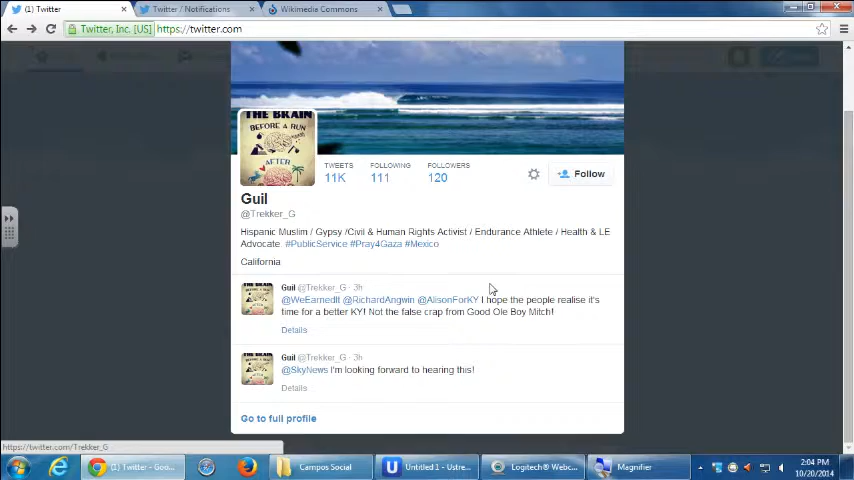 (1) Twitter
Twitter / Notifications
Wikimedia Commons
Twitter, Inc. [US]
https://twitter.com
THE BRAIN
BEFORE A RUN
AFTER
TWEETS
11K
FOLLOWING
111
FOLLOWERS
120
Follow
Guil
@Trekker_G
Hispanic Muslim / Gypsy /Civil & Human Rights Activist / Endurance Athlete / Health & LE
Advocate. #PublicService #Pray4Gaza #Mexico
California
Guil @Trekker_G · 3h
@WeEarnedIt @RichardAngwin @AlisonForKY I hope the people realise it's
time for a better KY! Not the false crap from Good Ole Boy Mitch!
Details
Guil @Trekker_G · 3h
@SkyNews I'm looking forward to hearing this!
Details
Go to full profile
https://twitter.com/Trekker_G
(1) Twitter - Goo...
Campos Social
Untitled 1 - Ustre...
Logitech® Webc...
Magnifier
2:04 PM
10/20/2014